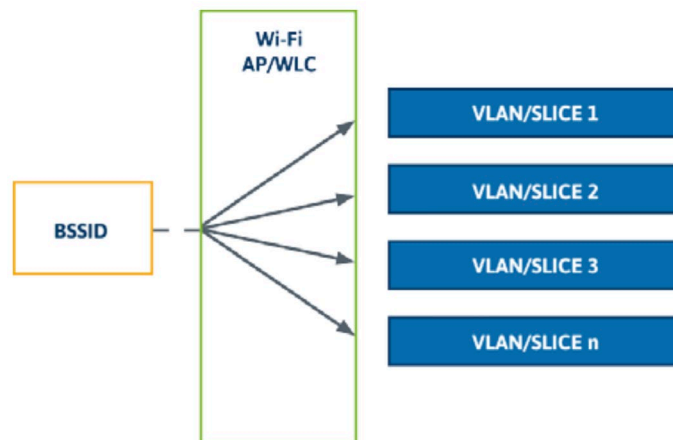 Wi-Fi
AP/WLC
BSSID
VLAN/SLICE 1
VLAN/SLICE 2
VLAN/SLICE 3
VLAN/SLICE n